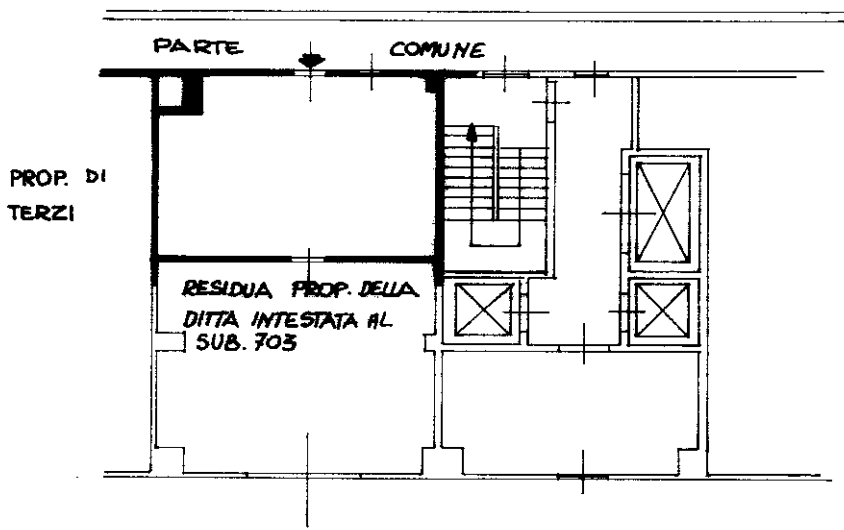 PARTE COMUNE
PROP. DI
TERZI
RESIDUA PROP. DELLA
DITTA INTESTATA AL
SUB. 703